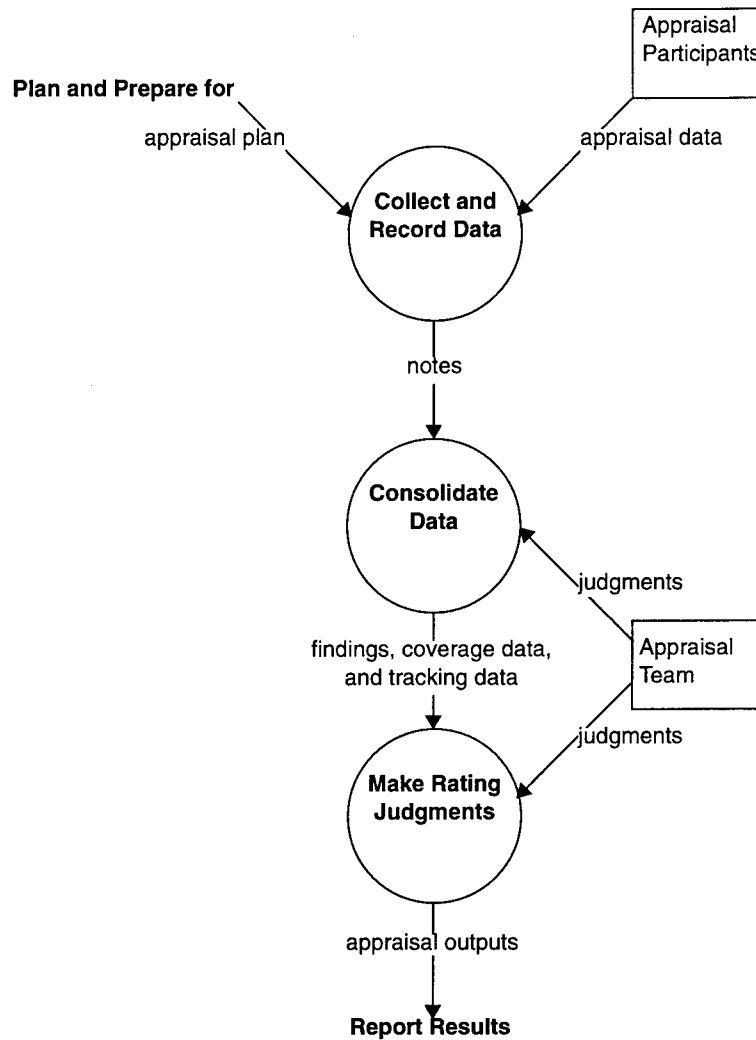 Appraisal
Participants
Plan and Prepare for
appraisal plan
appraisal data
Collect and
Record Data
notes
Consolidate
Data
judgments
findings, coverage data,
and tracking data
Appraisal
Team
judgments
Make Rating
Judgments
appraisal outputs
Report Results